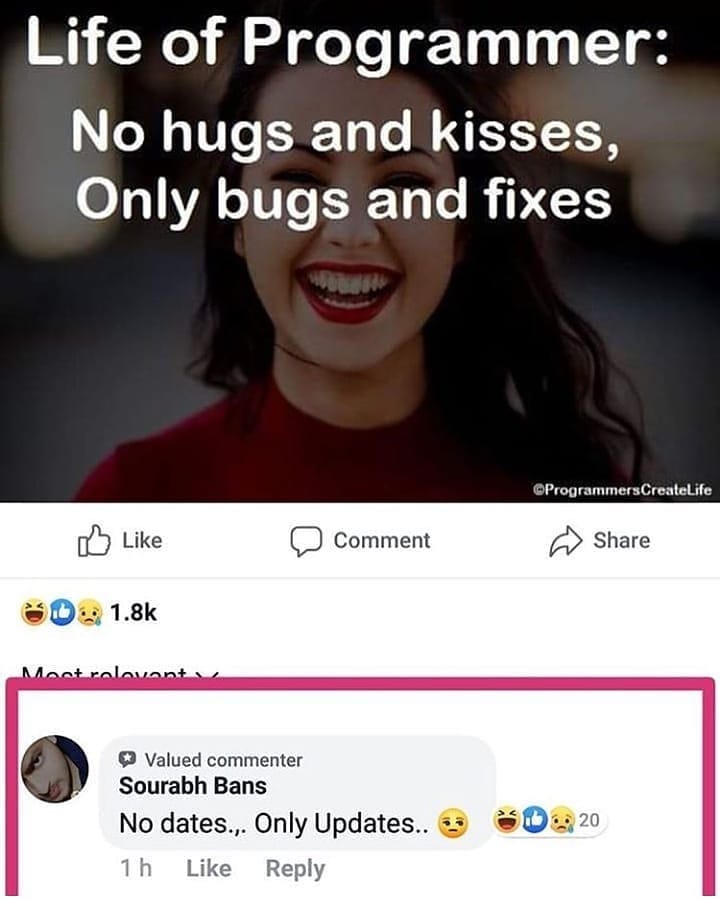 Life of Programmer:
No hugs and kisses,
Only bugs and fixes
©ProgrammersCreateLife
Like Comment Share
1.8k
Most relevant
Valued commenter
Sourabh Bans
No dates.,. Only Updates..
20
1 h Like Reply